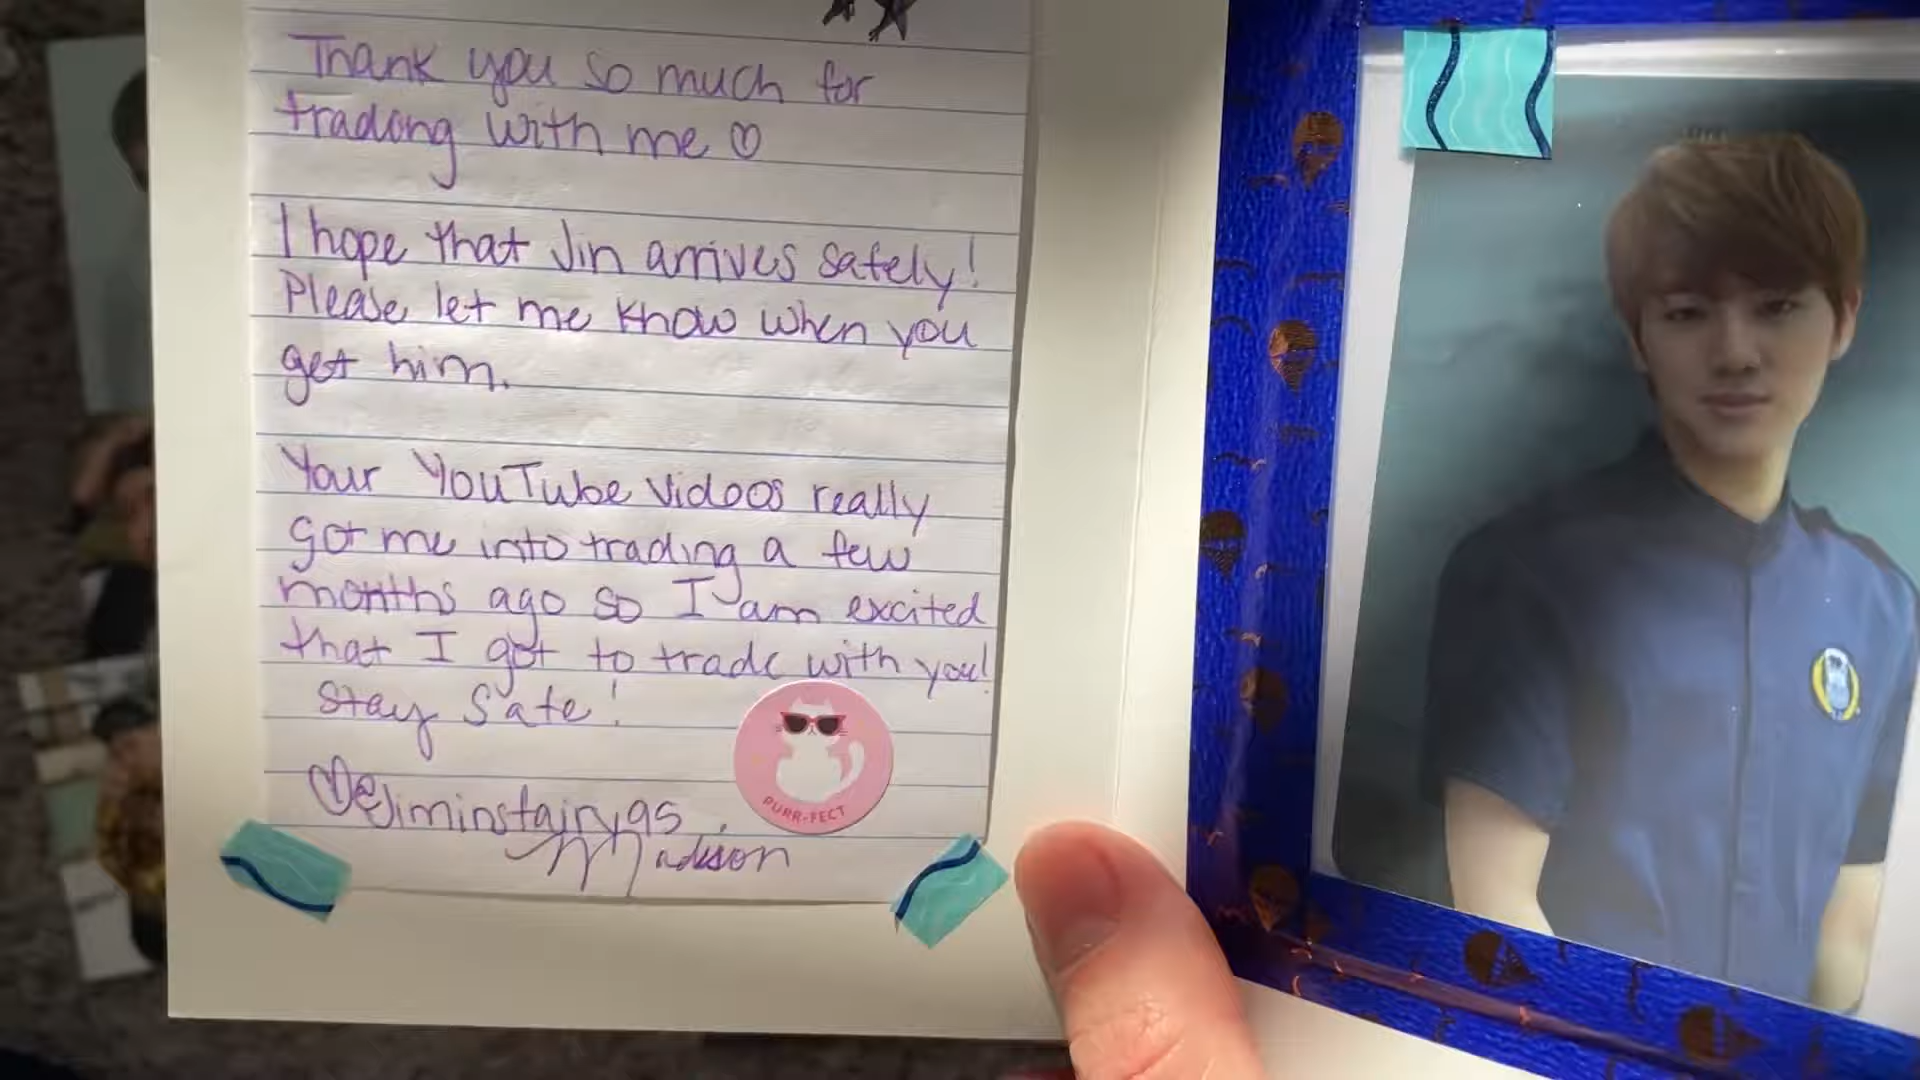 Thank you so much for
tradong with me ♡
I hope that Jin arrives safely!
Please let me know when you
get him.
Your YouTube videos really
got me into trading a few
months ago so I am excited
that I got to trade with you!
Stay Safe!
♡ @jiminstairy95
Madison
PURR-FECT